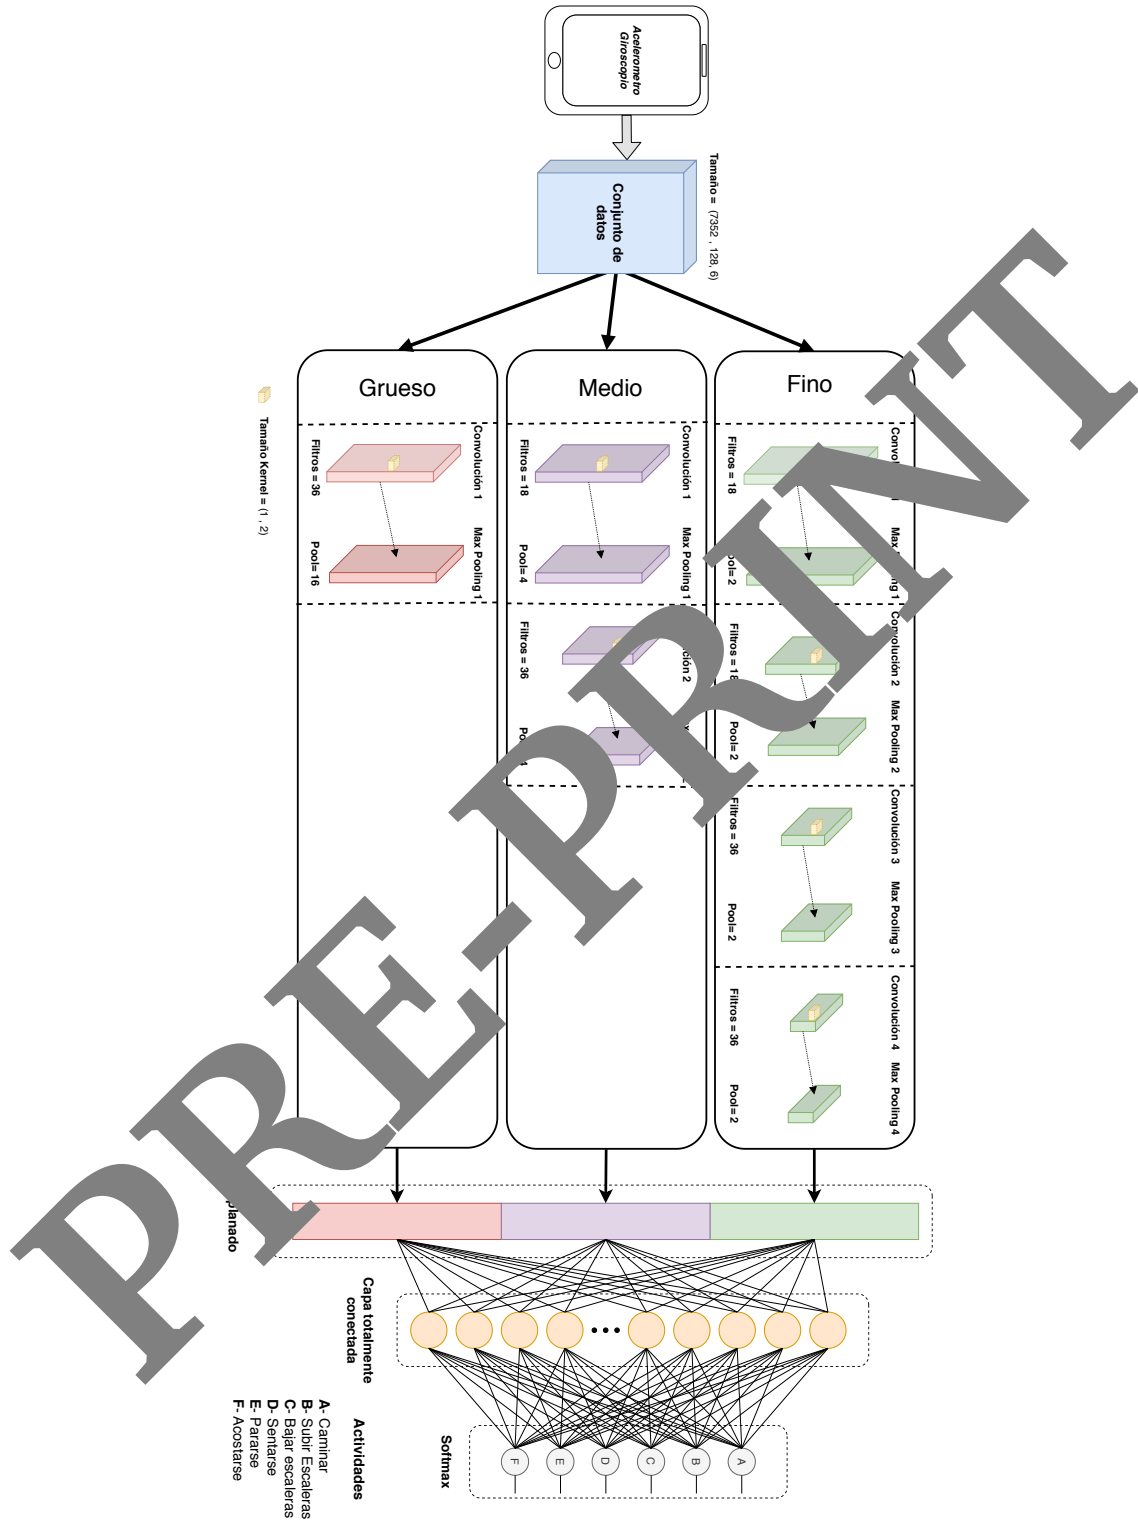 Acelerometro
Giroscopio
Tamaño = (7352 , 128, 6)
Conjunto de
datos
Grueso
Medio
Fino
Convolución 1
Filtros = 36
Max Pooling 1
Pool= 16
Tamaño Kernel = (1 , 2)
Convolución 1
Filtros = 18
Max Pooling 1
Pool= 4
Filtros = 36
Filtros = 18
Pool= 2
Convolución 2
Filtros = 18
Max Pooling 2
Pool= 2
Convolución 3
Filtros = 36
Max Pooling 3
Pool= 2
Convolución 4
Filtros = 36
Max Pooling 4
Pool= 2
Capa totalmente
conectada
Softmax
A
B
C
D
E
F
Actividades
A- Caminar
B- Subir Escaleras
C- Bajar escaleras
D- Sentarse
E- Pararse
F- Acostarse
PRE-PRINT